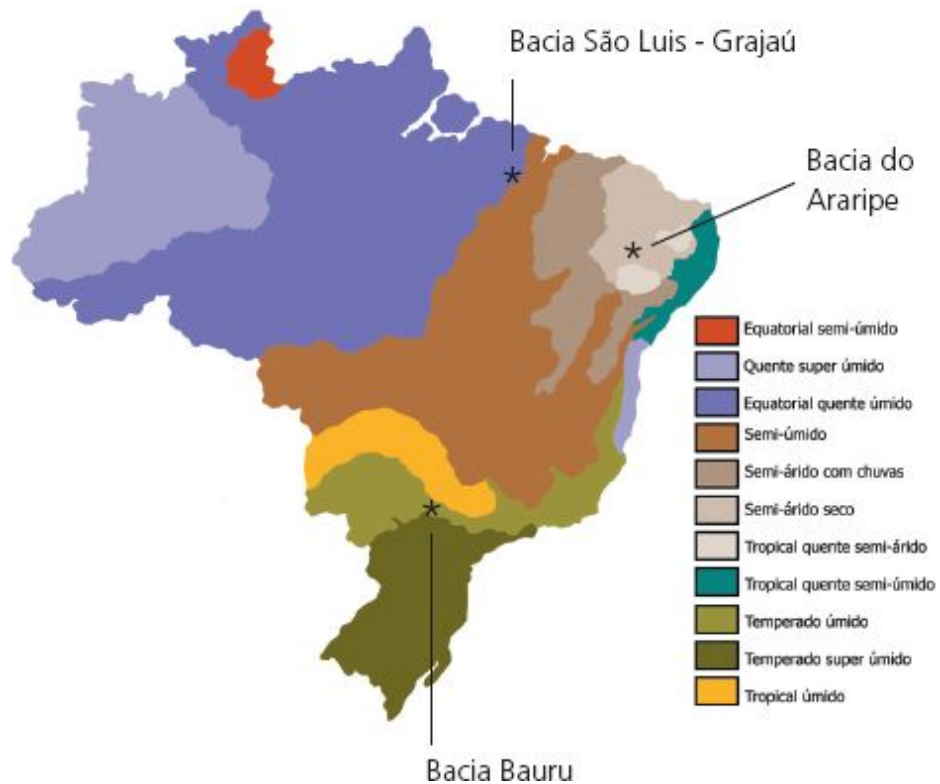 Bacia São Luis - Grajaú
Bacia do
Araripe
Equatorial semi-úmido
Quente super úmido
Equatorial quente úmido
Semi-úmido
Semi-árido com chuvas
Semi-árido seco
Tropical quente semi-árido
Tropical quente semi-úmido
Temperado úmido
Temperado super úmido
Tropical úmido
Bacia Bauru